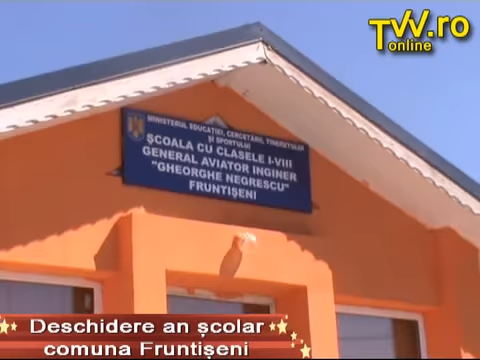 TVV.ro
online
MINISTERUL EDUCAȚIEI, CERCETĂRII, TINERETULUI
ȘI SPORTULUI
ȘCOALA CU CLASELE I-VIII
GENERAL AVIATOR INGINER
"GHEORGHE NEGRESCU"
FRUNTIȘENI
Deschidere an școlar
comuna Fruntișeni